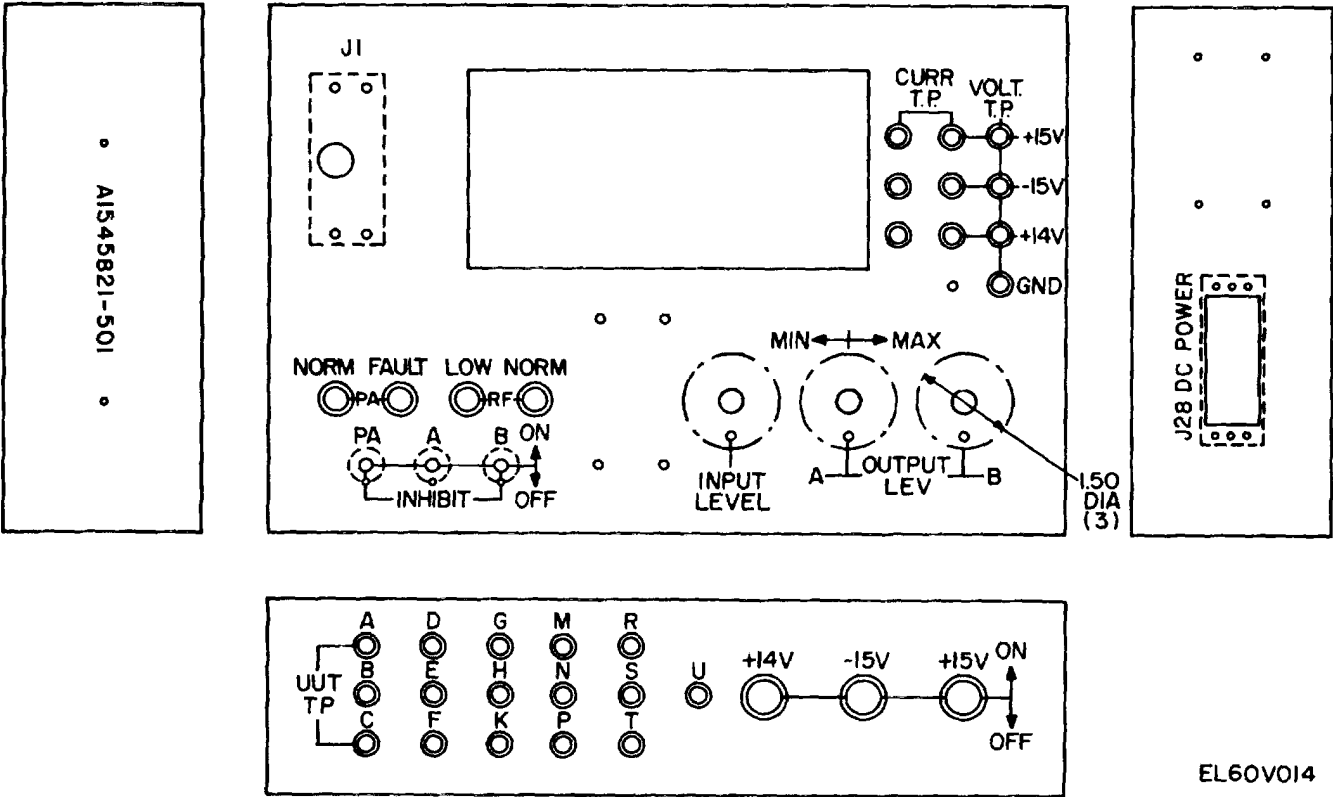 A1545821-501
J1
CURR
T.P.
VOLT.
T.P.
+15V
-15V
+14V
GND
NORM FAULT LOW NORM
PA RF
PA A B ON
INHIBIT OFF
MIN MAX
INPUT
LEVEL
A OUTPUT B
LEV
1.50
DIA
(3)
J28 DC POWER
UUT
TP
A D G M R
B E H N S U
C F K P T
+14V -15V +15V ON
OFF
EL60V014